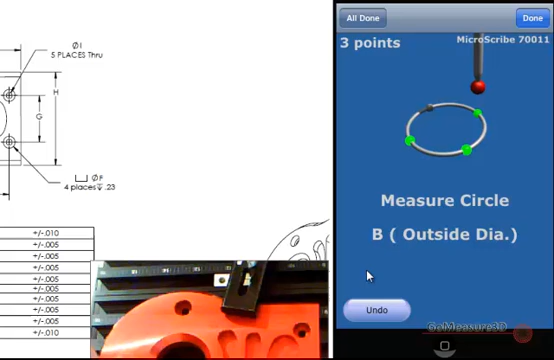 All Done
Done
3 points
MicroScribe 70011
Measure Circle
B ( Outside Dia.)
Undo
GoMeasure3D
Ø I
5 PLACES Thru
H
G
⌴ Ø F
4 places ↧ .23
+/-.010
+/-.005
+/-.005
+/-.005
+/-.005
+/-.005
+/-.005
+/-.005
+/-.005
+/-.010